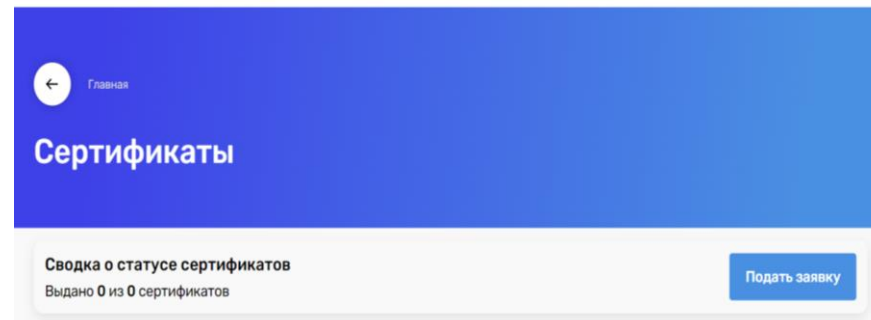 Главная
Сертификаты
Сводка о статусе сертификатов
Выдано 0 из 0 сертификатов
Подать заявку